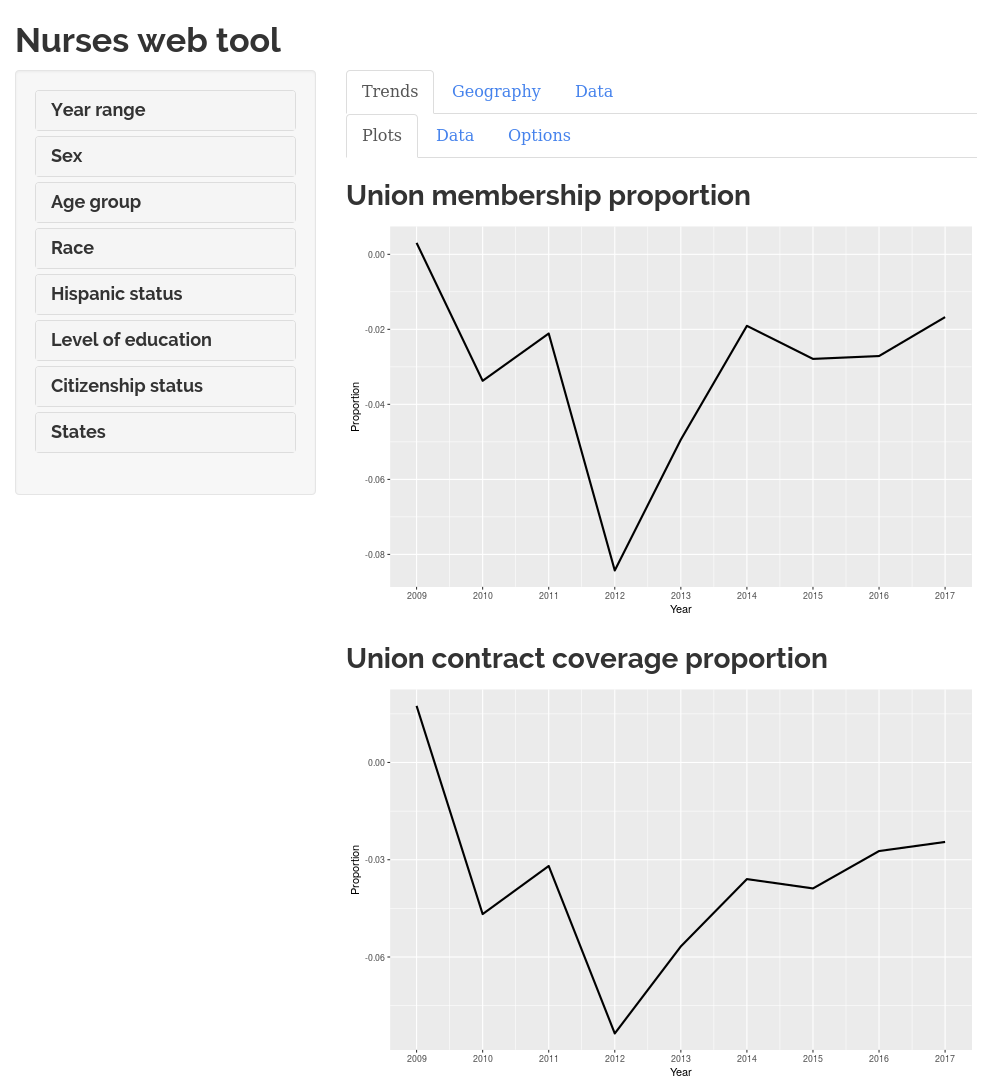 Nurses web tool
Year range
Sex
Age group
Race
Hispanic status
Level of education
Citizenship status
States
Trends Geography Data
Plots Data Options
Union membership proportion
0.00
-0.02
-0.04
-0.06
-0.08
Proportion
2009 2010 2011 2012 2013 2014 2015 2016 2017
Year
Union contract coverage proportion
0.00
-0.03
-0.06
Proportion
2009 2010 2011 2012 2013 2014 2015 2016 2017
Year